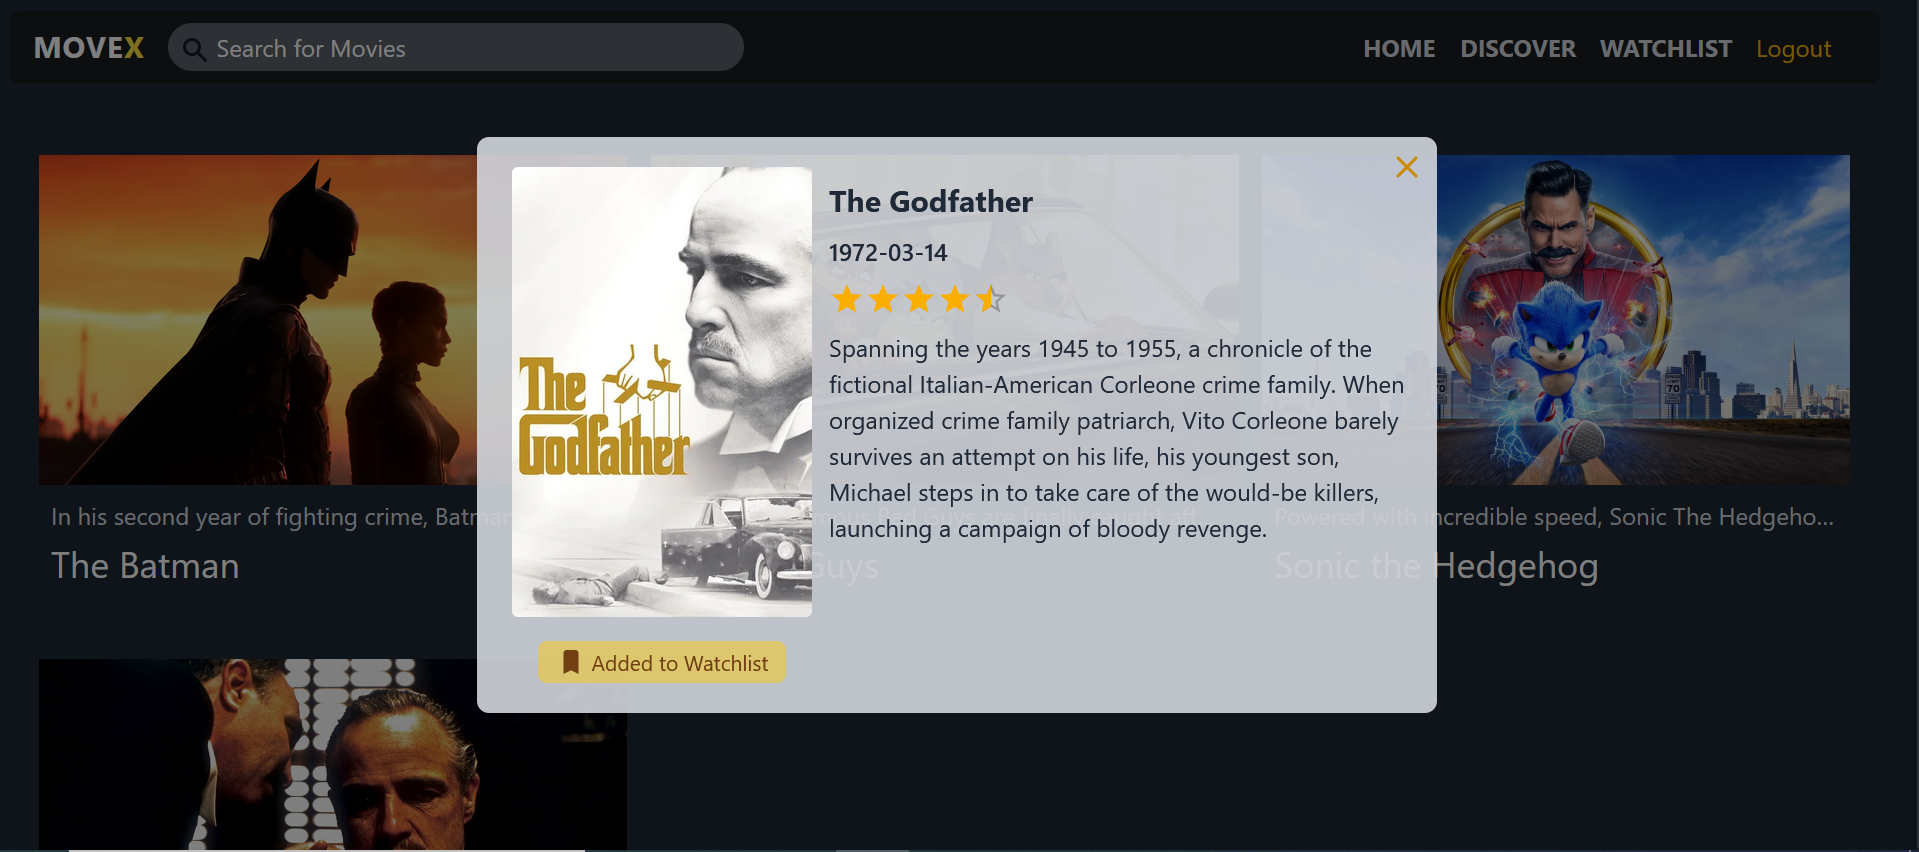 MOVEX
Search for Movies
HOME
DISCOVER
WATCHLIST
Logout
The Godfather
1972-03-14
Spanning the years 1945 to 1955, a chronicle of the
fictional Italian-American Corleone crime family. When
organized crime family patriarch, Vito Corleone barely
survives an attempt on his life, his youngest son,
Michael steps in to take care of the would-be killers,
launching a campaign of bloody revenge.
The
Godfather
Added to Watchlist
In his second year of fighting crime, Batman
The Batman
Bad Guys are finally caught aft
Guys
Powered with incredible speed, Sonic The Hedgeho...
Sonic the Hedgehog
70
70